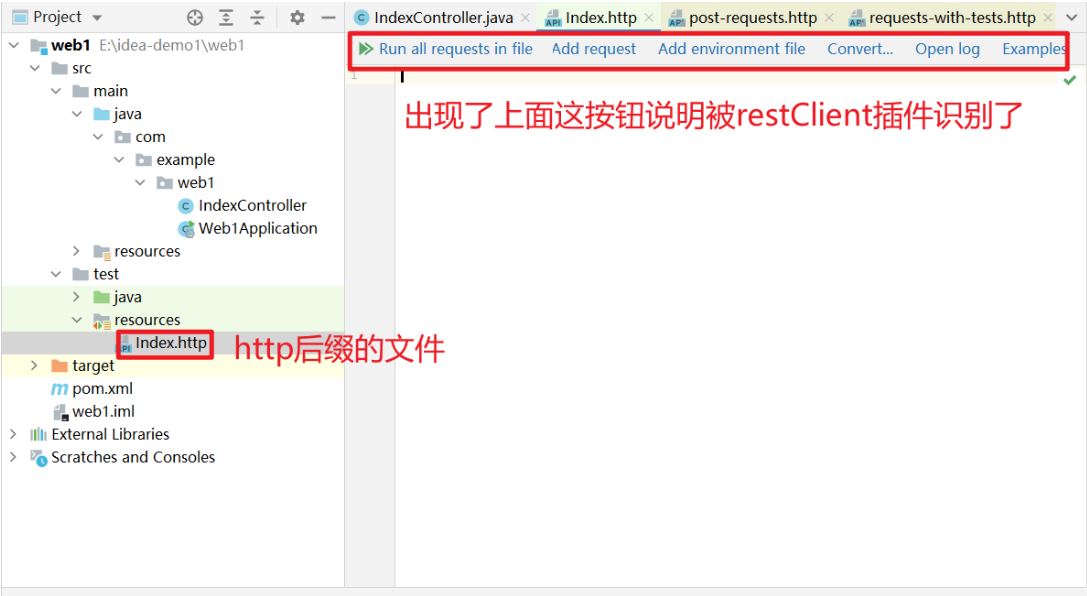 Project
IndexController.java
Index.http
post-requests.http
requests-with-tests.http
web1 E:\idea-demo1\web1
Run all requests in file Add request Add environment file Convert... Open log Examples
src
1
main
出现了上面这按钮说明被restClient插件识别了
java
com
example
web1
IndexController
Web1Application
resources
test
java
resources
Index.http
http后缀的文件
target
pom.xml
web1.iml
External Libraries
Scratches and Consoles